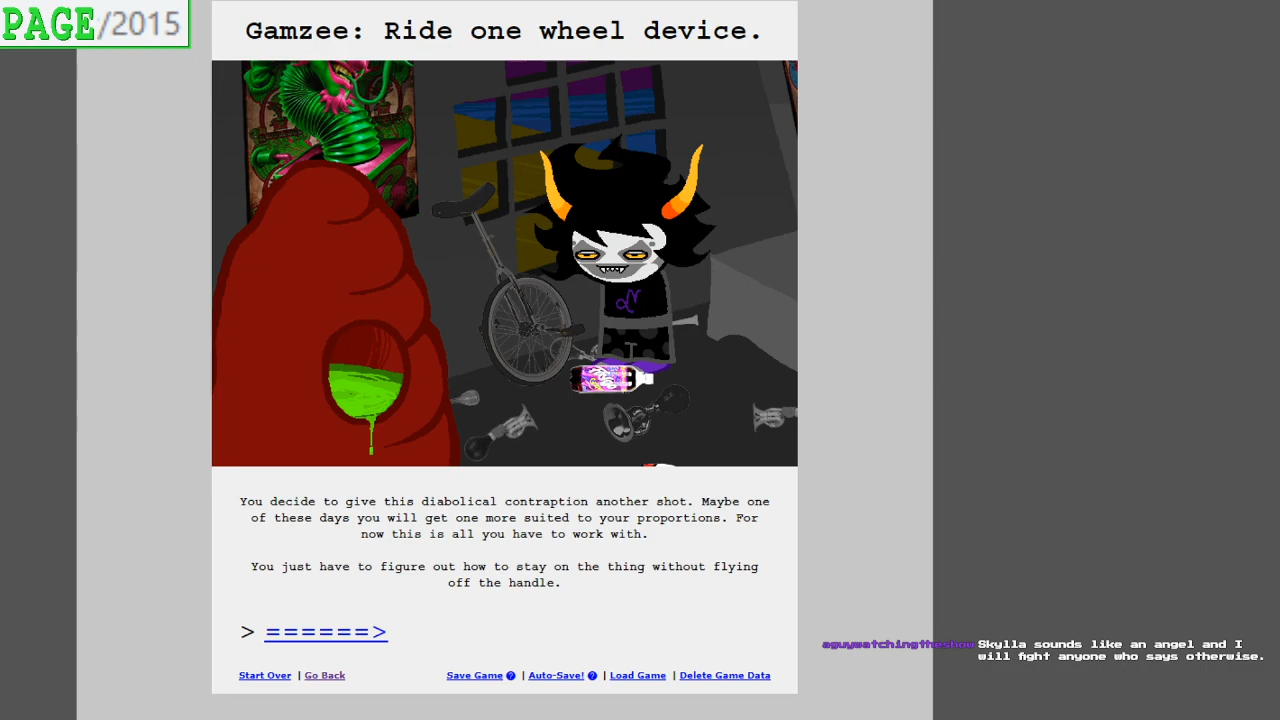 PAGE/2015
Gamzee: Ride one wheel device.
You decide to give this diabolical contraption another shot. Maybe one
of these days you will get one more suited to your proportions. For
now this is all you have to work with.
You just have to figure out how to stay on the thing without flying
off the handle.
> ======>
Start Over | Go Back
Save Game ? | Auto-Save! ? | Load Game | Delete Game Data
aguywatchingtheshow Skylla sounds like an angel and I
will fight anyone who says otherwise.